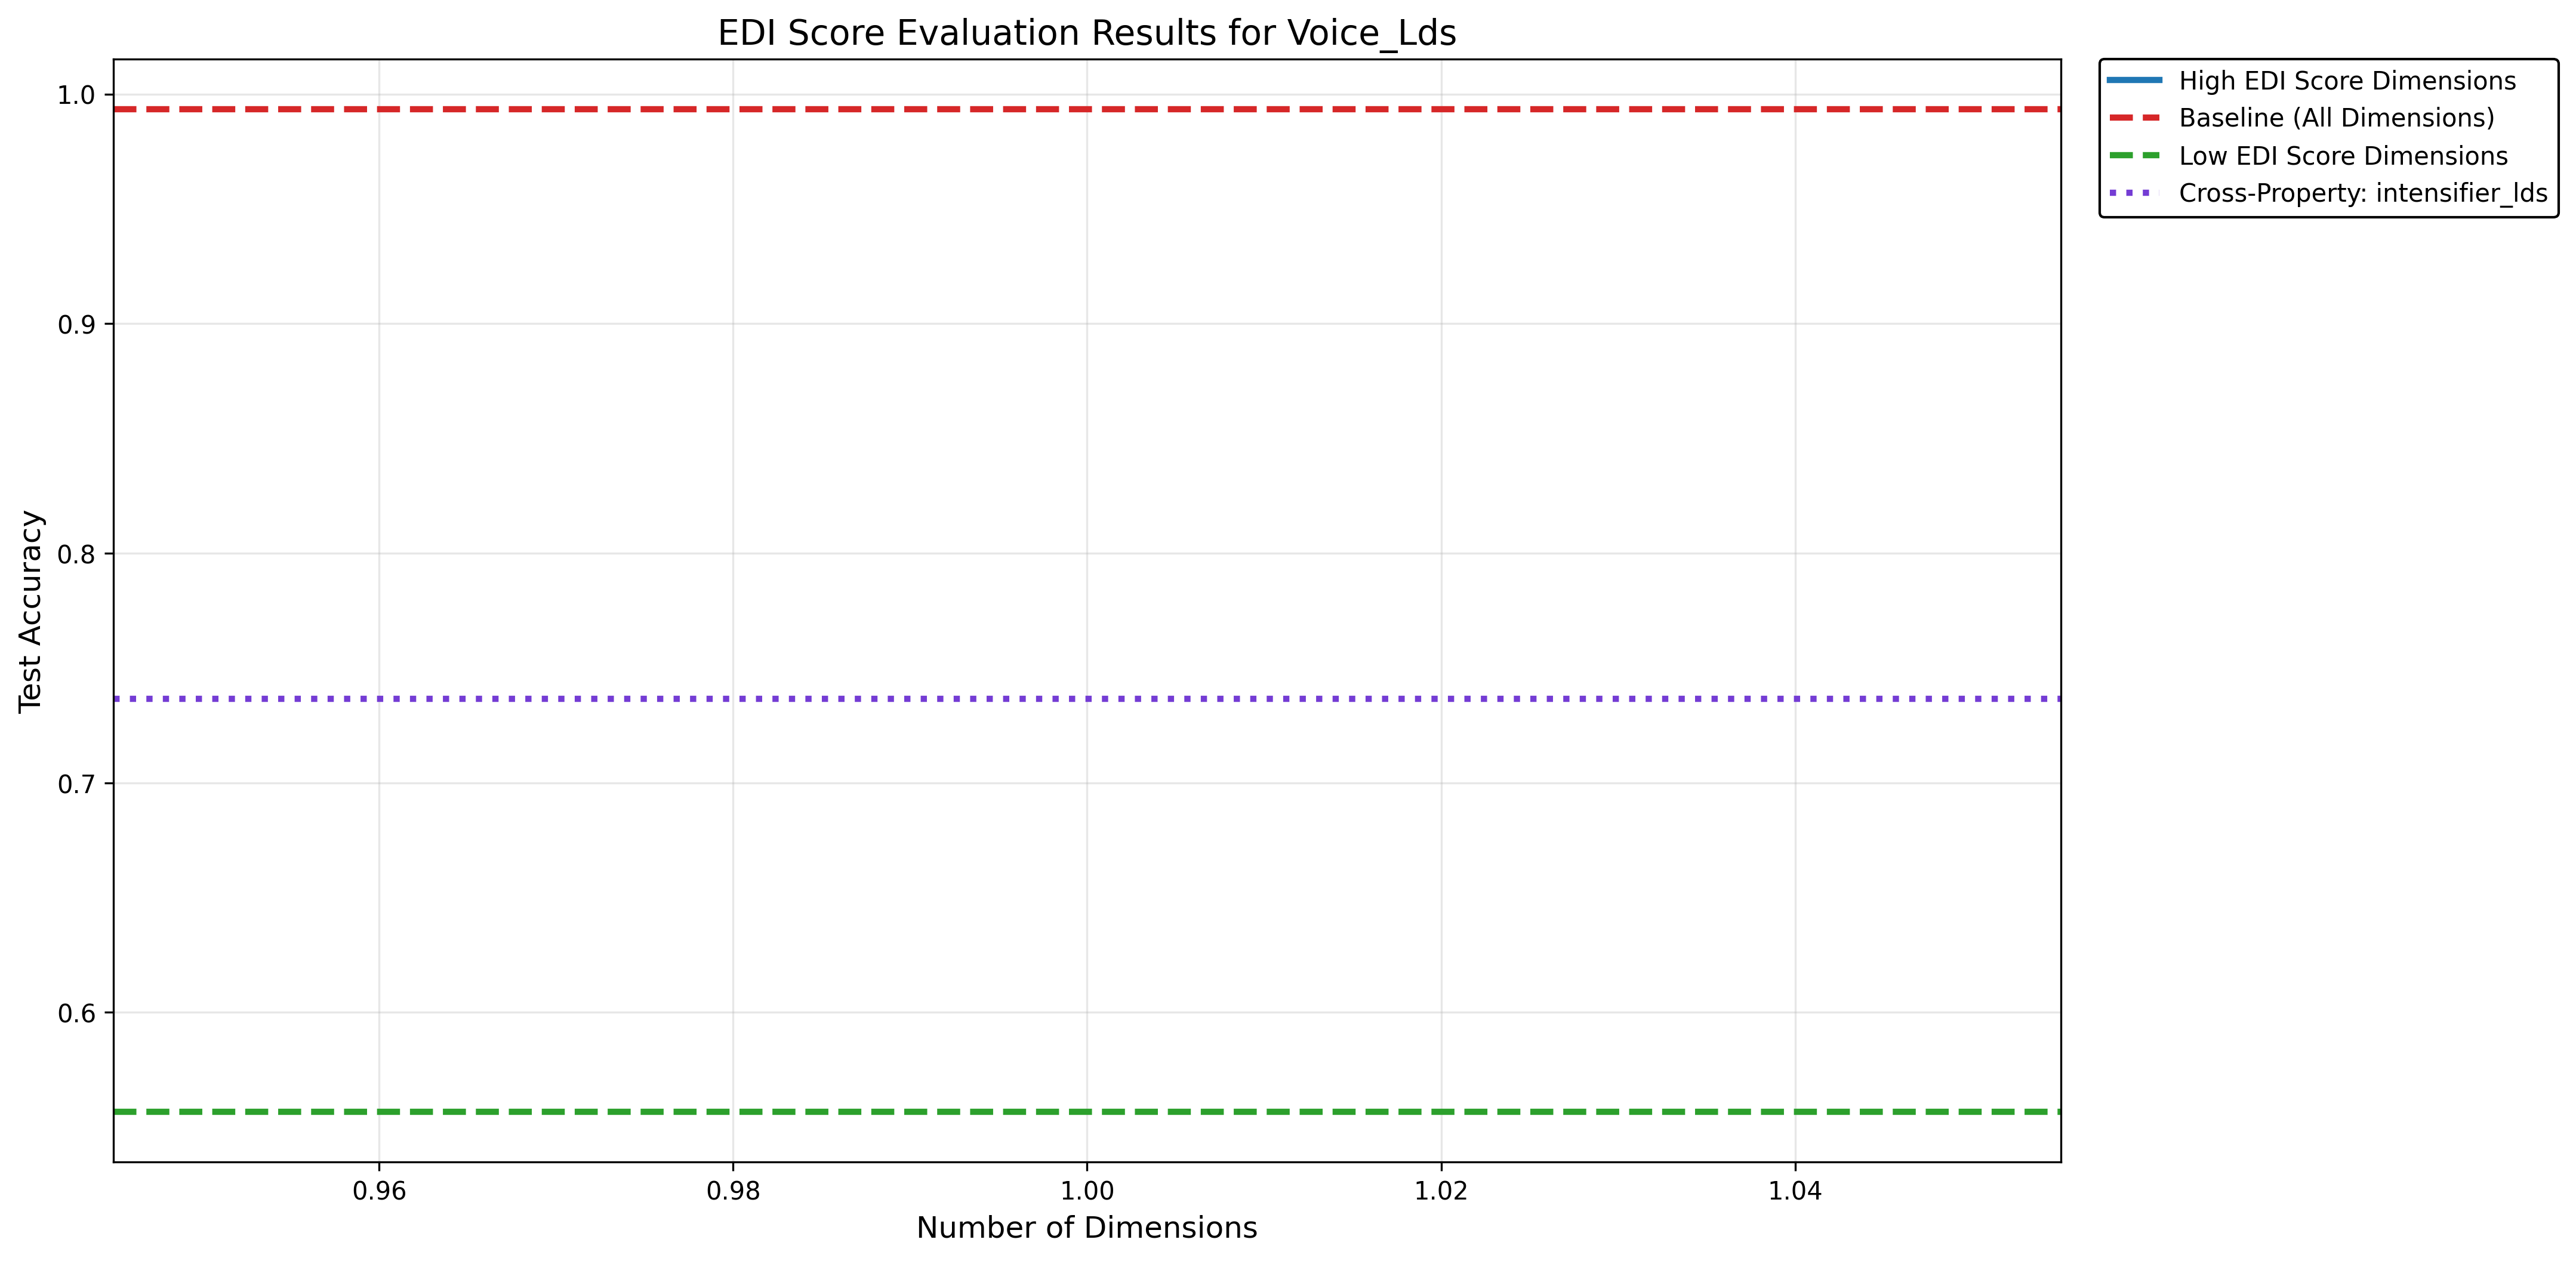 EDI Score Evaluation Results for Voice_Lds
High EDI Score Dimensions
Baseline (All Dimensions)
Low EDI Score Dimensions
Cross-Property: intensifier_lds
Test Accuracy
1.0
0.9
0.8
0.7
0.6
0.96
0.98
1.00
1.02
1.04
Number of Dimensions